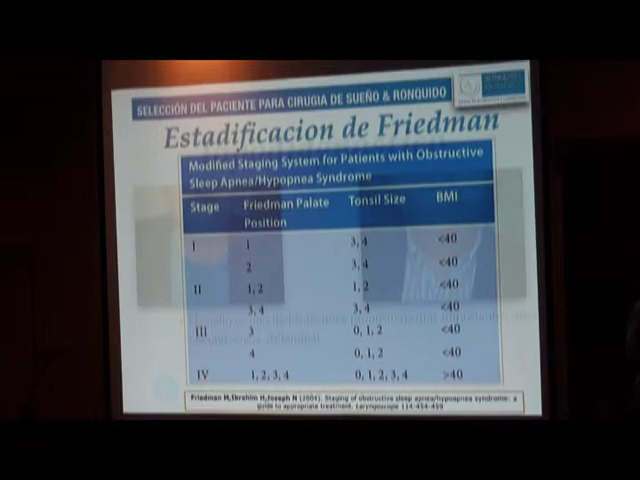 SELECCIÓN DEL PACIENTE PARA CIRUGIA DE SUEÑO & RONQUIDO
Estadificacion de Friedman
Modified Staging System for Patients with Obstructive
Sleep Apnea/Hypopnea Syndrome
Stage Friedman Palate Position Tonsil Size BMI
I 1 3, 4 <40
2 3, 4 <40
II 1, 2 1, 2 <40
3, 4 3, 4 <40
III 3 0, 1, 2 <40
4 0, 1, 2 <40
IV 1, 2, 3, 4 0, 1, 2, 3, 4 >40
Friedman M, Ibrahim H, Joseph N (2004). Staging of obstructive sleep apnea/hypoapnea syndrome: a
guide to appropriate treatment. Laryngoscope 114:454-459